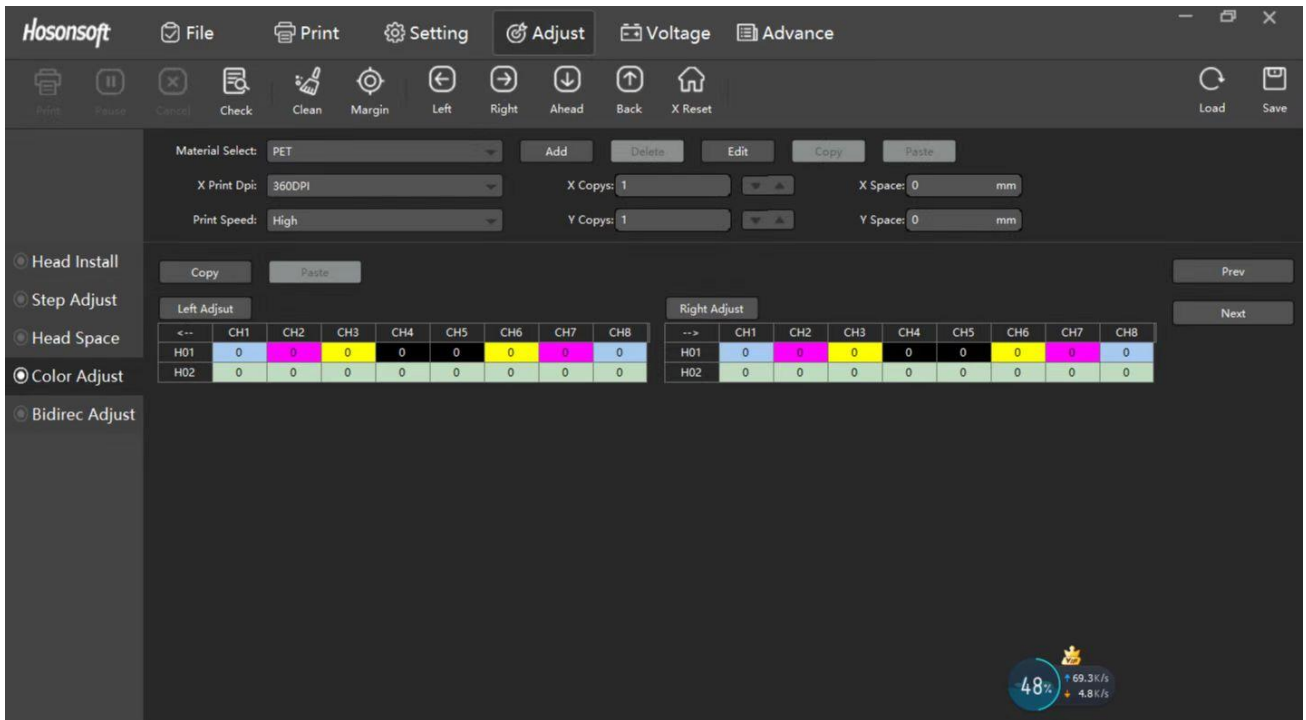 Hosonsoft File Print Setting Adjust Voltage Advance
Print Pause Cancel Check Clean Margin Left Right Ahead Back X Reset Load Save
Material Select: PET Add Delete Edit Copy Paste
X Print Dpi: 360DPI X Copys: 1 X Space: 0 mm
Print Speed: High Y Copys: 1 Y Space: 0 mm
Head Install
Step Adjust
Head Space
Color Adjust
Bidirec Adjust
Copy Paste Prev
Left Adjsut Right Adjust Next
<-- CH1 CH2 CH3 CH4 CH5 CH6 CH7 CH8 --> CH1 CH2 CH3 CH4 CH5 CH6 CH7 CH8
H01 0 0 0 0 0 0 0 0 H01 0 0 0 0 0 0 0 0
H02 0 0 0 0 0 0 0 0 H02 0 0 0 0 0 0 0 0
VIP
48% 69.3K/s
4.8K/s